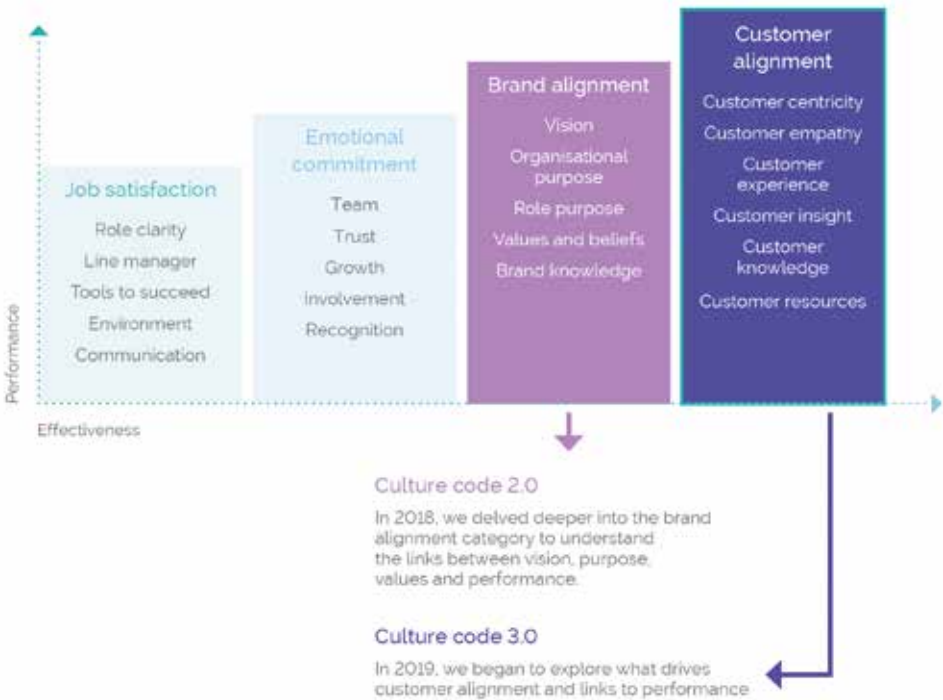 Performance
Effectiveness
Job satisfaction
Role clarity
Line manager
Tools to succeed
Environment
Communication
Emotional
commitment
Team
Trust
Growth
Involvement
Recognition
Brand alignment
Vision
Organisational
purpose
Role purpose
Values and beliefs
Brand knowledge
Customer
alignment
Customer centricity
Customer empathy
Customer
experience
Customer insight
Customer
knowledge
Customer resources
Culture code 2.0
In 2018, we delved deeper into the brand
alignment category to understand
the links between vision, purpose,
values and performance.
Culture code 3.0
In 2019, we began to explore what drives
customer alignment and links to performance